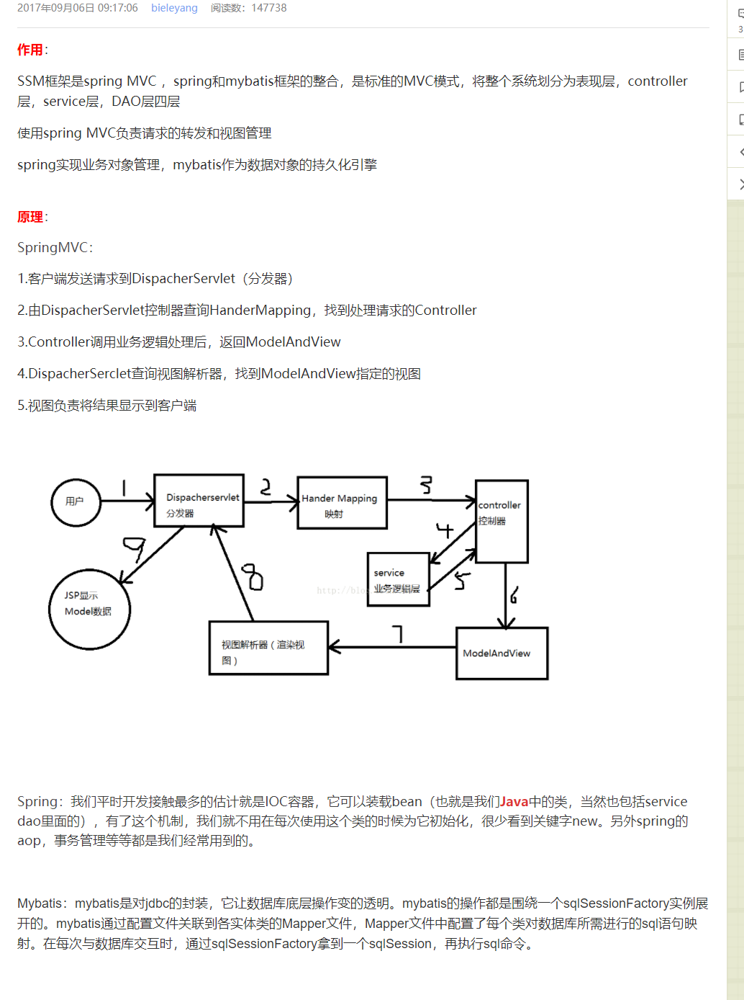 2017年09月06日 09:17:06 bieleyang 阅读数：147738
作用：
SSM框架是spring MVC ，spring和mybatis框架的整合，是标准的MVC模式，将整个系统划分为表现层，controller
层，service层，DAO层四层
使用spring MVC负责请求的转发和视图管理
spring实现业务对象管理，mybatis作为数据对象的持久化引擎
原理：
SpringMVC：
1.客户端发送请求到DispacherServlet（分发器）
2.由DispacherServlet控制器查询HanderMapping，找到处理请求的Controller
3.Controller调用业务逻辑处理后，返回ModelAndView
4.DispacherSerclet查询视图解析器，找到ModelAndView指定的视图
5.视图负责将结果显示到客户端
用户
1
Dispacherservlet
分发器
2
Hander Mapping
映射
3
controller
控制器
4
5
service
业务逻辑层
http://blog
6
ModelAndView
7
视图解析器（渲染视
图）
8
9
JSP显示
Model数据
Spring：我们平时开发接触最多的估计就是IOC容器，它可以装载bean（也就是我们Java中的类，当然也包括service
dao里面的），有了这个机制，我们就不用在每次使用这个类的时候为它初始化，很少看到关键字new。另外spring的
aop，事务管理等等都是我们经常用到的。
Mybatis：mybatis是对jdbc的封装，它让数据库底层操作变的透明。mybatis的操作都是围绕一个sqlSessionFactory实例展
开的。mybatis通过配置文件关联到各实体类的Mapper文件，Mapper文件中配置了每个类对数据库所需进行的sql语句映
射。在每次与数据库交互时，通过sqlSessionFactory拿到一个sqlSession，再执行sql命令。
3